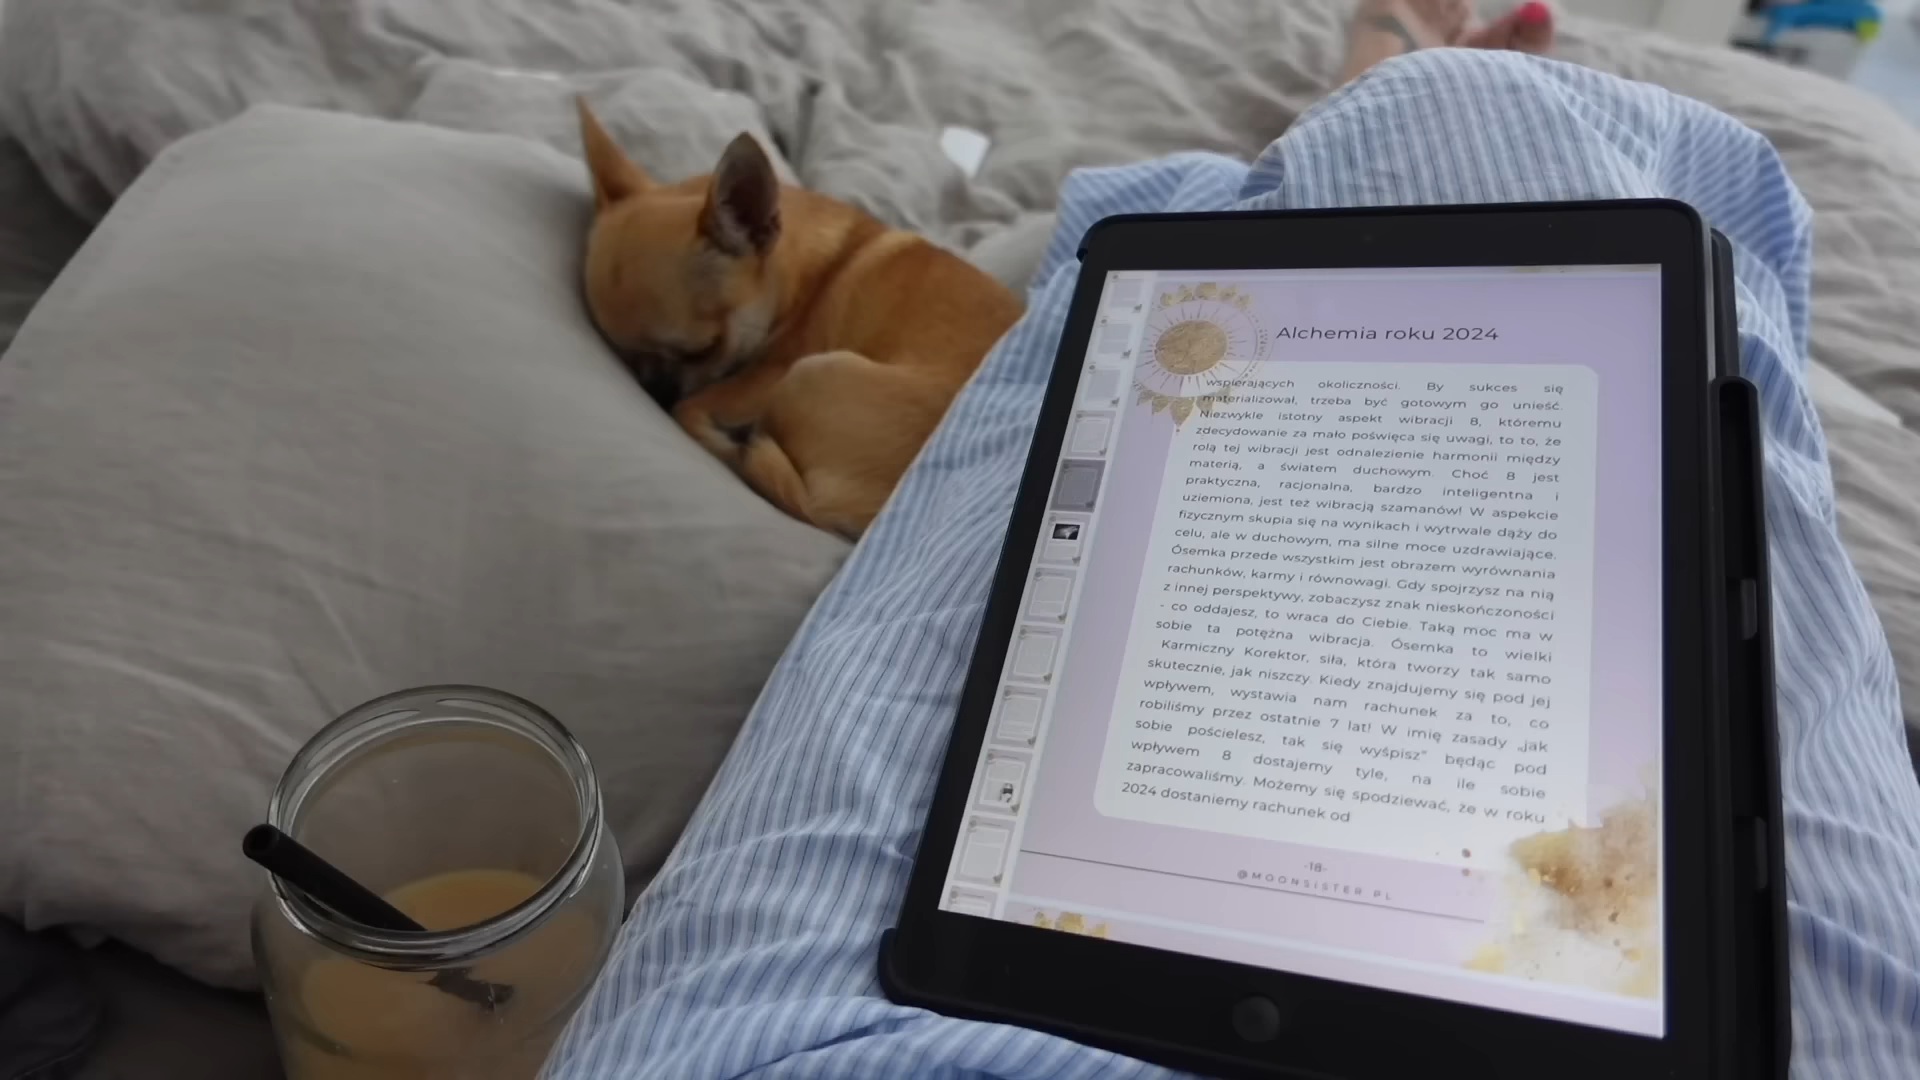 Alchemia roku 2024
wspierających okoliczności. By sukces się
materializował, trzeba być gotowym go unieść.
Niezwykle istotny aspekt wibracji 8, któremu
zdecydowanie za mało poświęca się uwagi, to to, że
rolą tej wibracji jest odnalezienie harmonii między
materią, a światem duchowym. Choć 8 jest
praktyczna, racjonalna, bardzo inteligentna i
uziemiona, jest też wibracją szamanów! W aspekcie
fizycznym skupia się na wynikach i wytrwale dąży do
celu, ale w duchowym, ma silne moce uzdrawiające.
Ósemka przede wszystkim jest obrazem wyrównania
rachunków, karmy i równowagi. Gdy spojrzysz na nią
z innej perspektywy, zobaczysz znak nieskończoności
- co oddajesz, to wraca do Ciebie. Taką moc ma w
sobie ta potężna wibracja. Ósemka to wielki
Karmiczny Korektor, siła, która tworzy tak samo
skutecznie, jak niszczy. Kiedy znajdujemy się pod jej
wpływem, wystawia nam rachunek za to, co
robiliśmy przez ostatnie 7 lat! W imię zasady „jak
sobie pościelesz, tak się wyśpisz" będąc pod
wpływem 8 dostajemy tyle, na ile sobie
zapracowaliśmy. Możemy się spodziewać, że w roku
2024 dostaniemy rachunek od
-18-
@MOONSISTER.PL